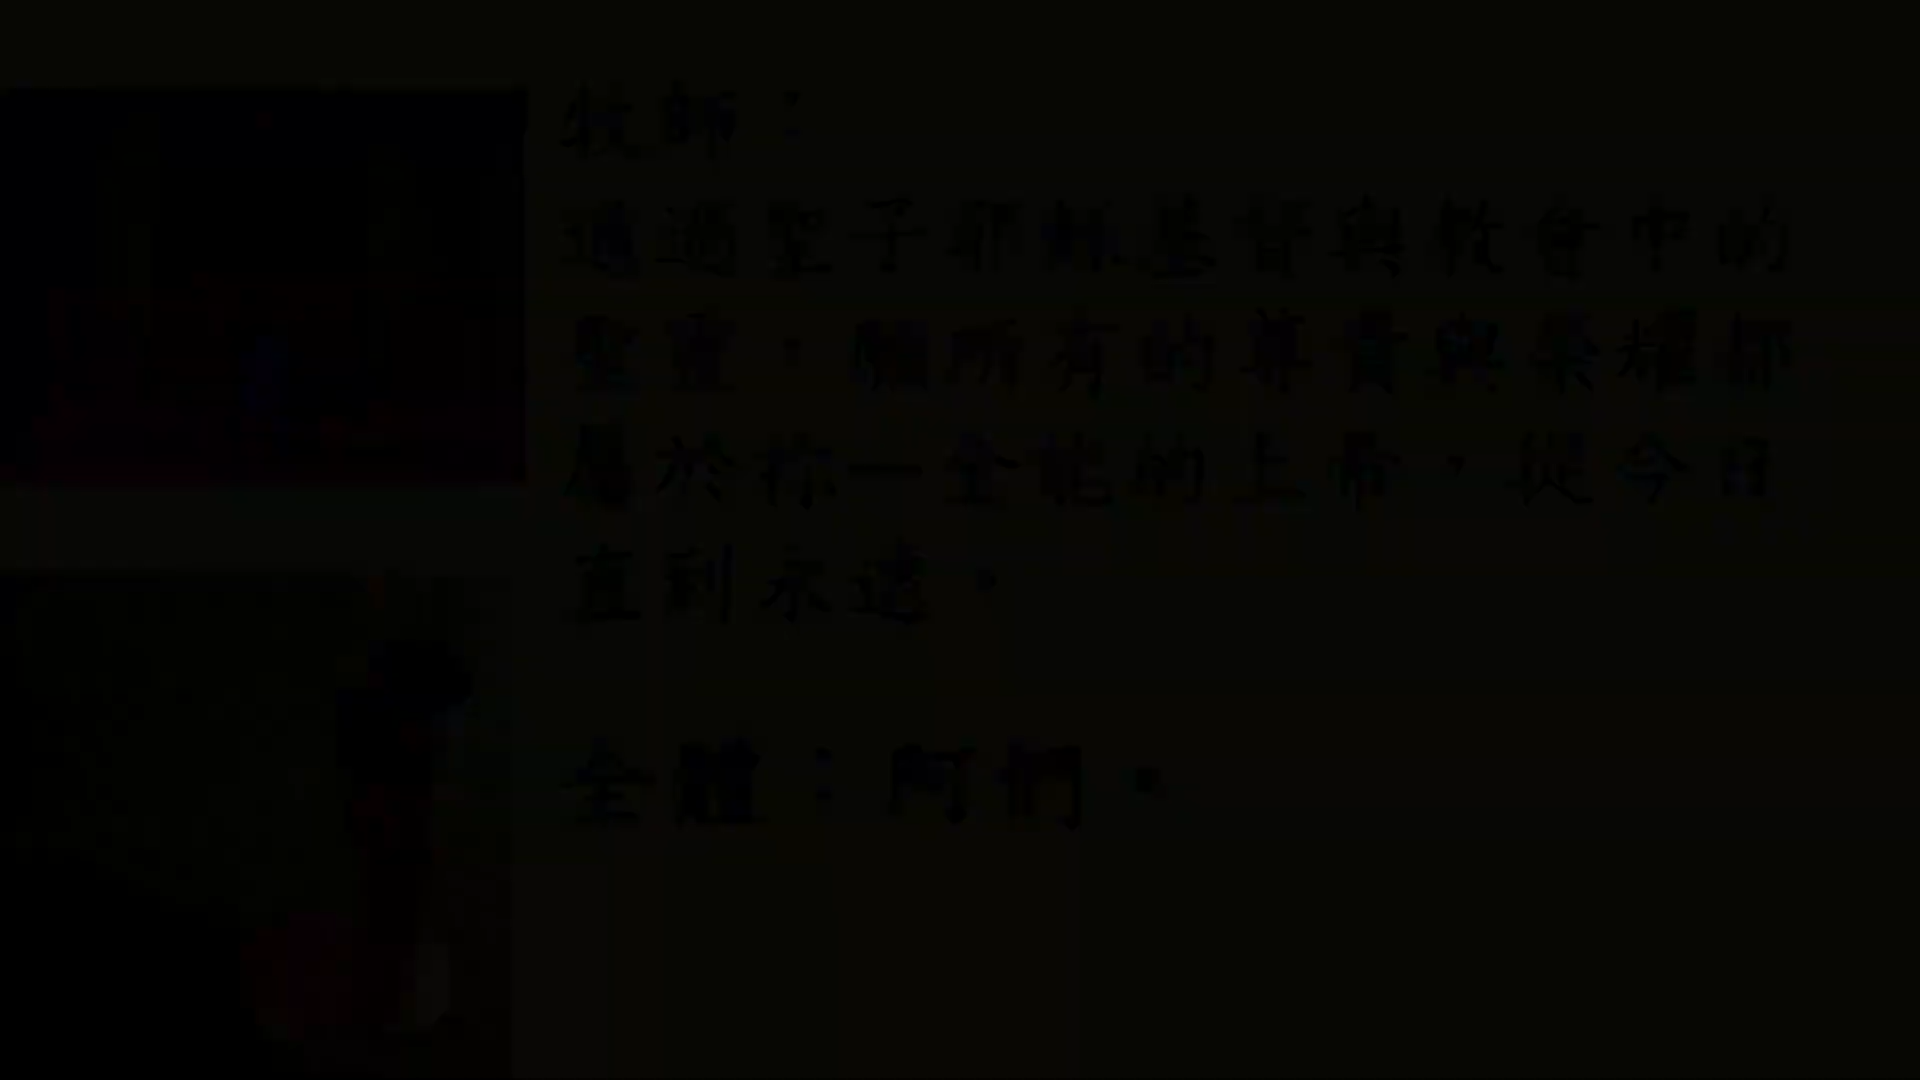 牧師：
通過聖子耶穌基督與教會中的
聖靈，願所有的尊貴與榮耀都
屬於祢—全能的上帝，從今日
直到永遠。
全體：阿們。